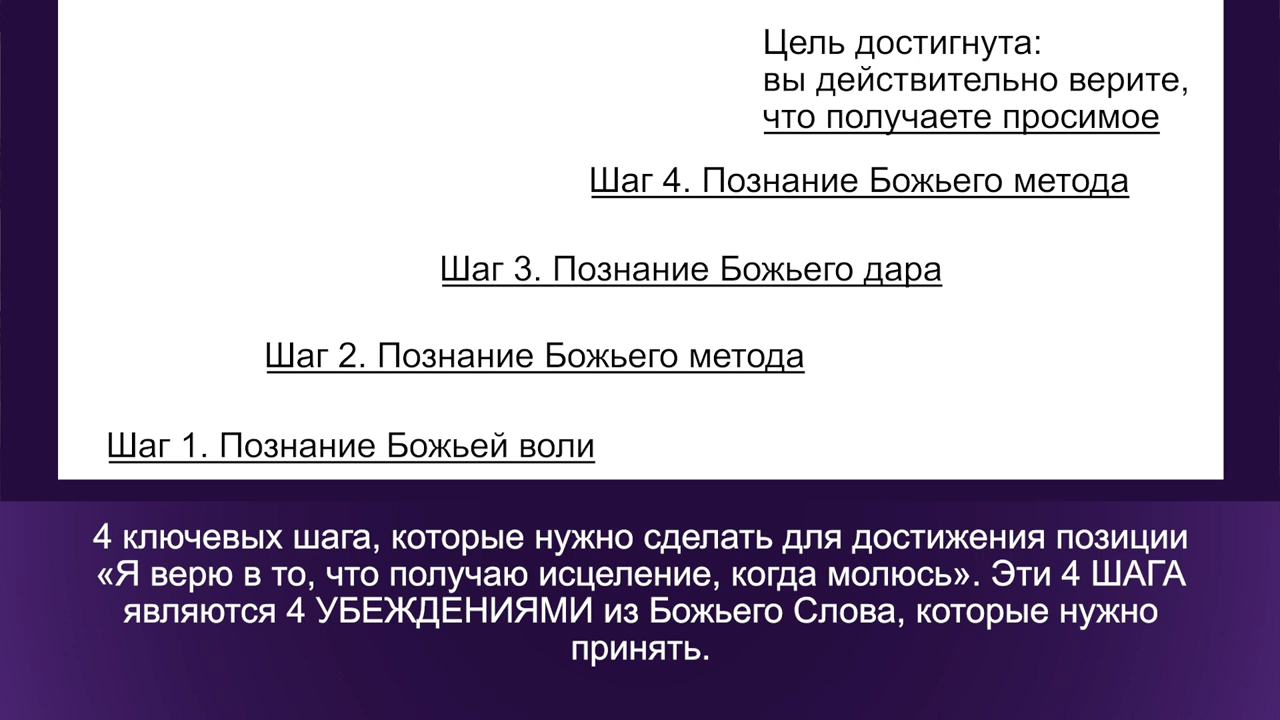 Цель достигнута:
вы действительно верите,
что получаете просимое
Шаг 4. Познание Божьего метода
Шаг 3. Познание Божьего дара
Шаг 2. Познание Божьего метода
Шаг 1. Познание Божьей воли
4 ключевых шага, которые нужно сделать для достижения позиции
«Я верю в то, что получаю исцеление, когда молюсь». Эти 4 ШАГА
являются 4 УБЕЖДЕНИЯМИ из Божьего Слова, которые нужно
принять.